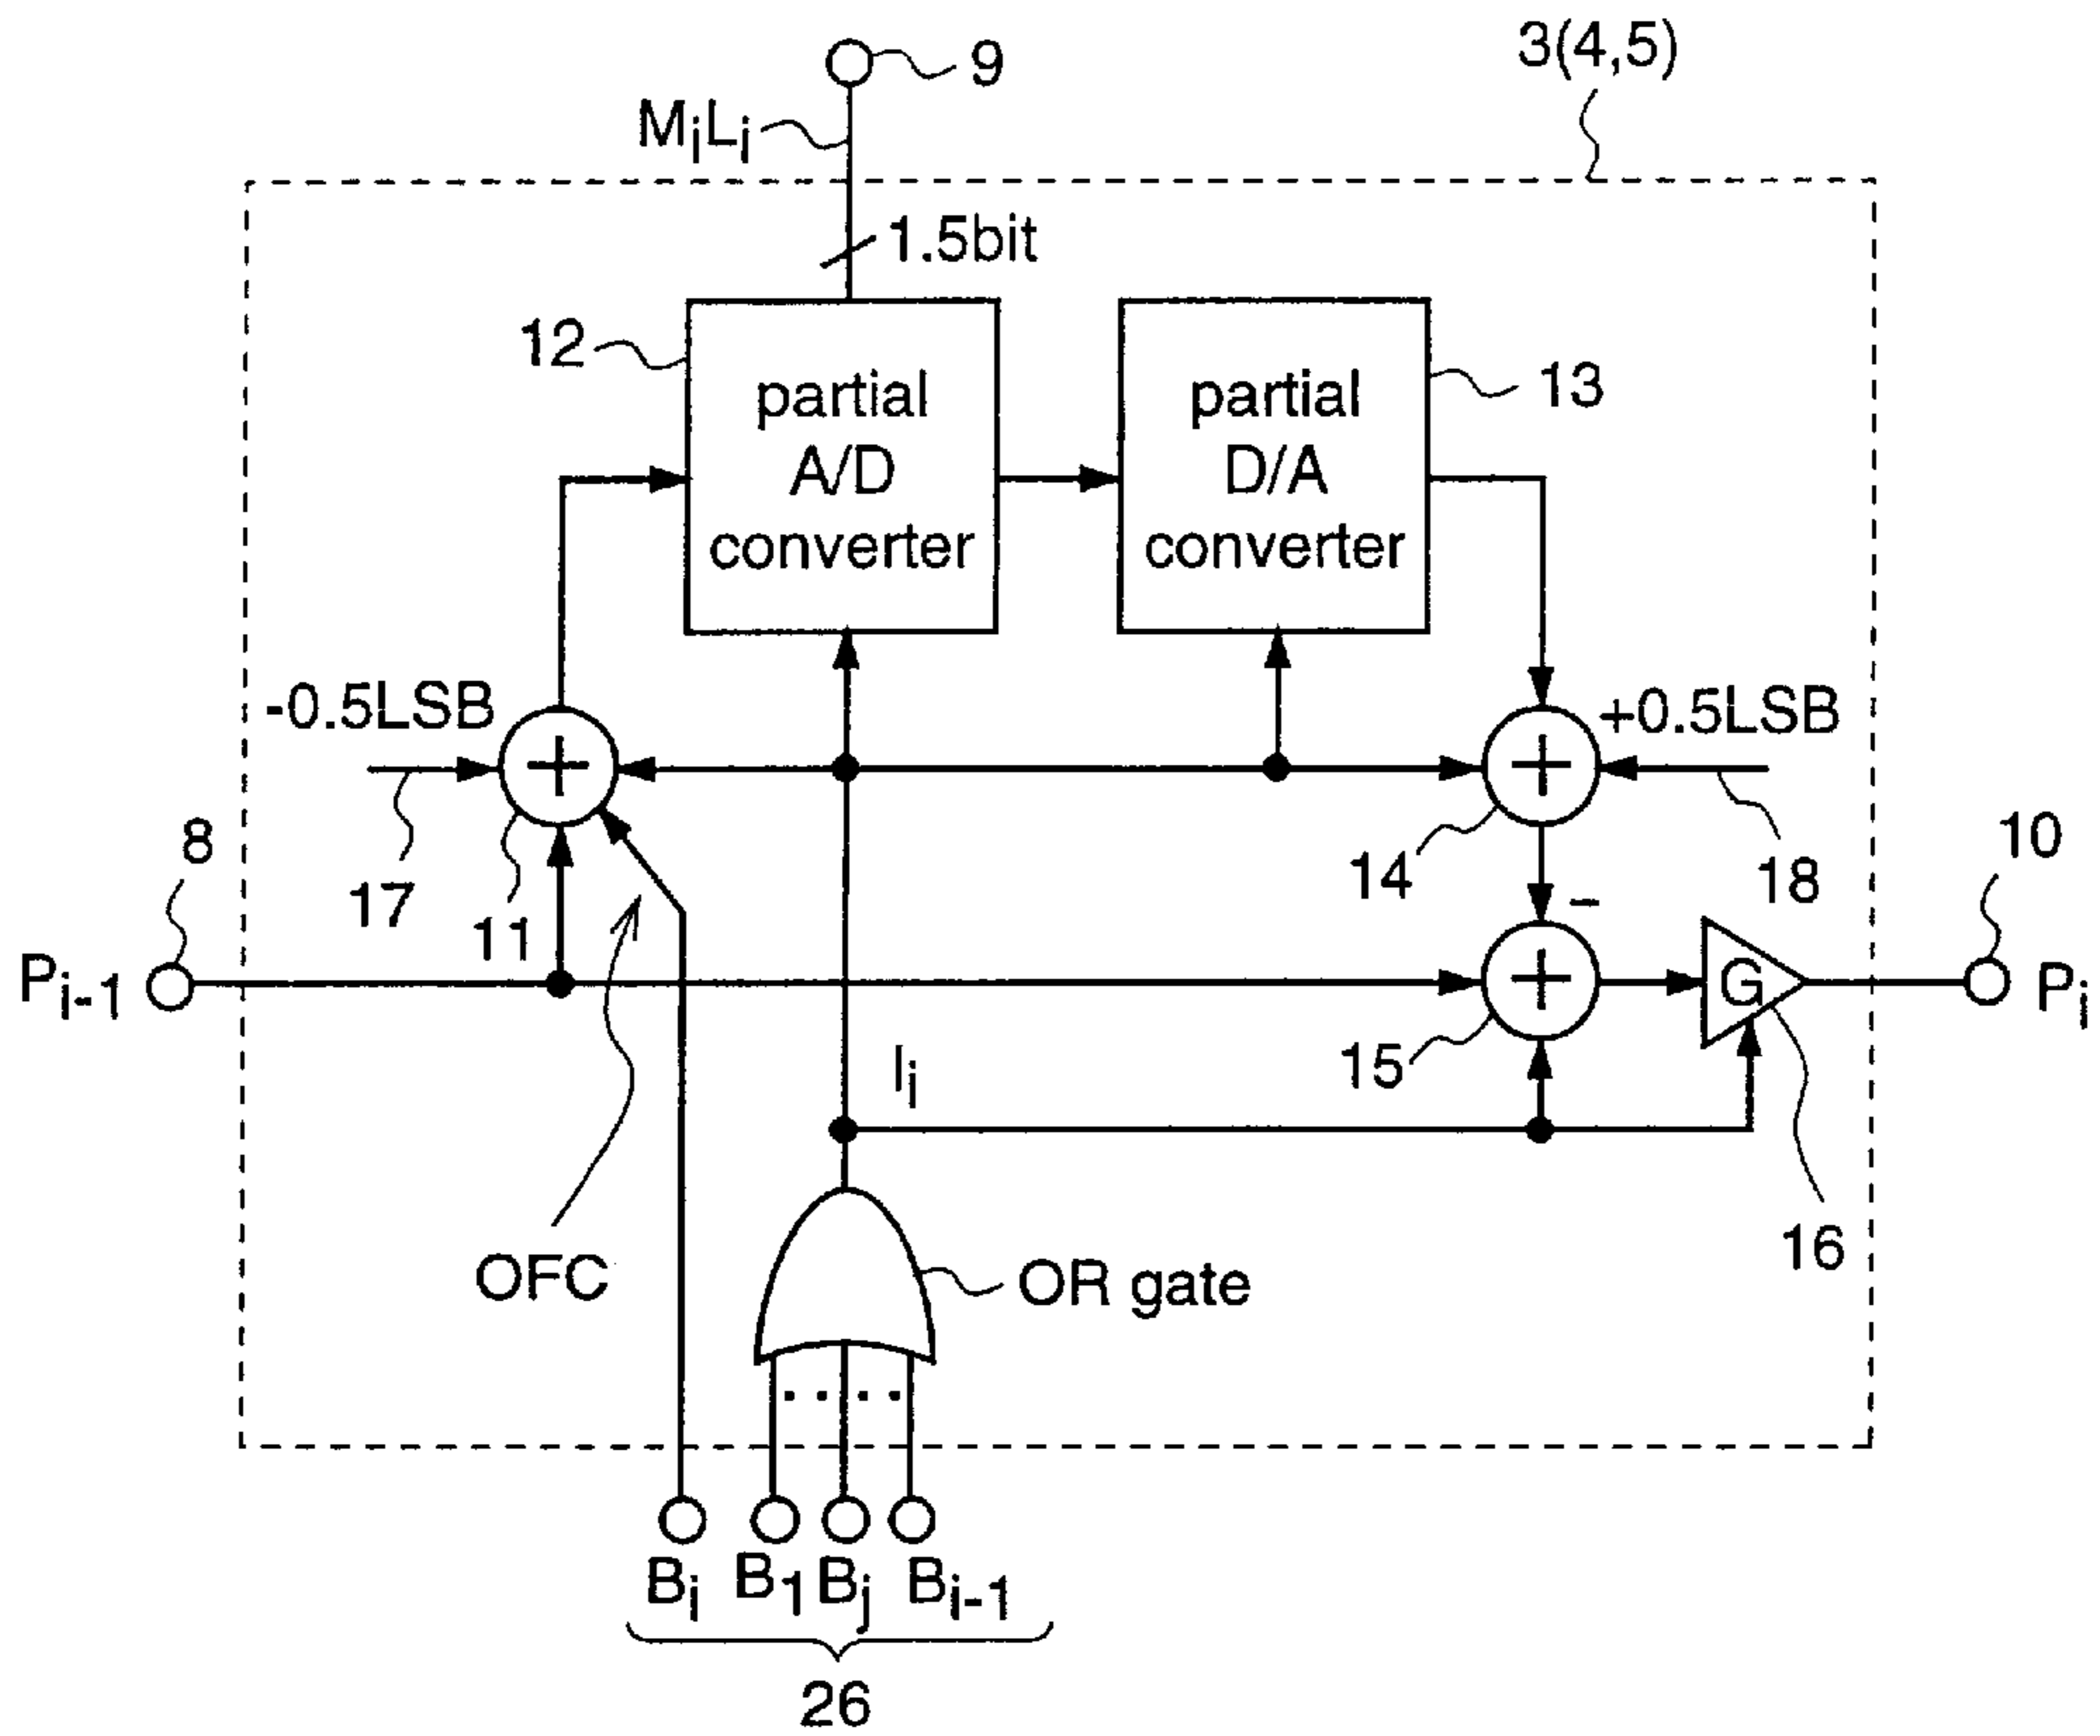 9
3(4,5)
MiLi
1.5bit
12
partial
A/D
converter
partial
D/A
converter
13
-0.5LSB
+
+
+0.5LSB
8
17
11
14
18
10
Pi-1
-
+
G
Pi
15
Ii
16
OFC
OR gate
Bi
B1
Bj
Bi-1
26